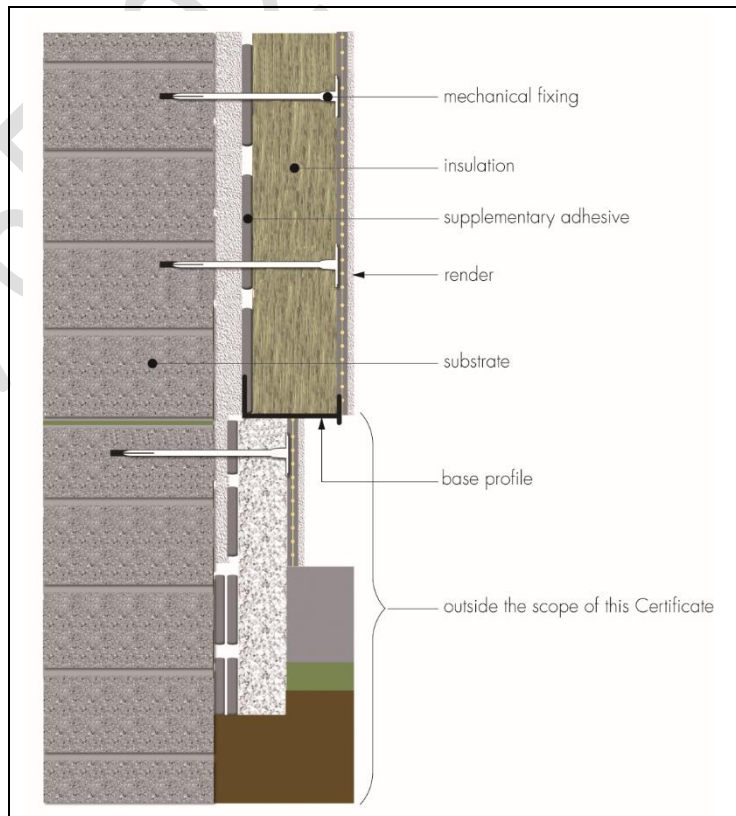 mechanical fixing
insulation
supplementary adhesive
render
substrate
base profile
outside the scope of this Certificate